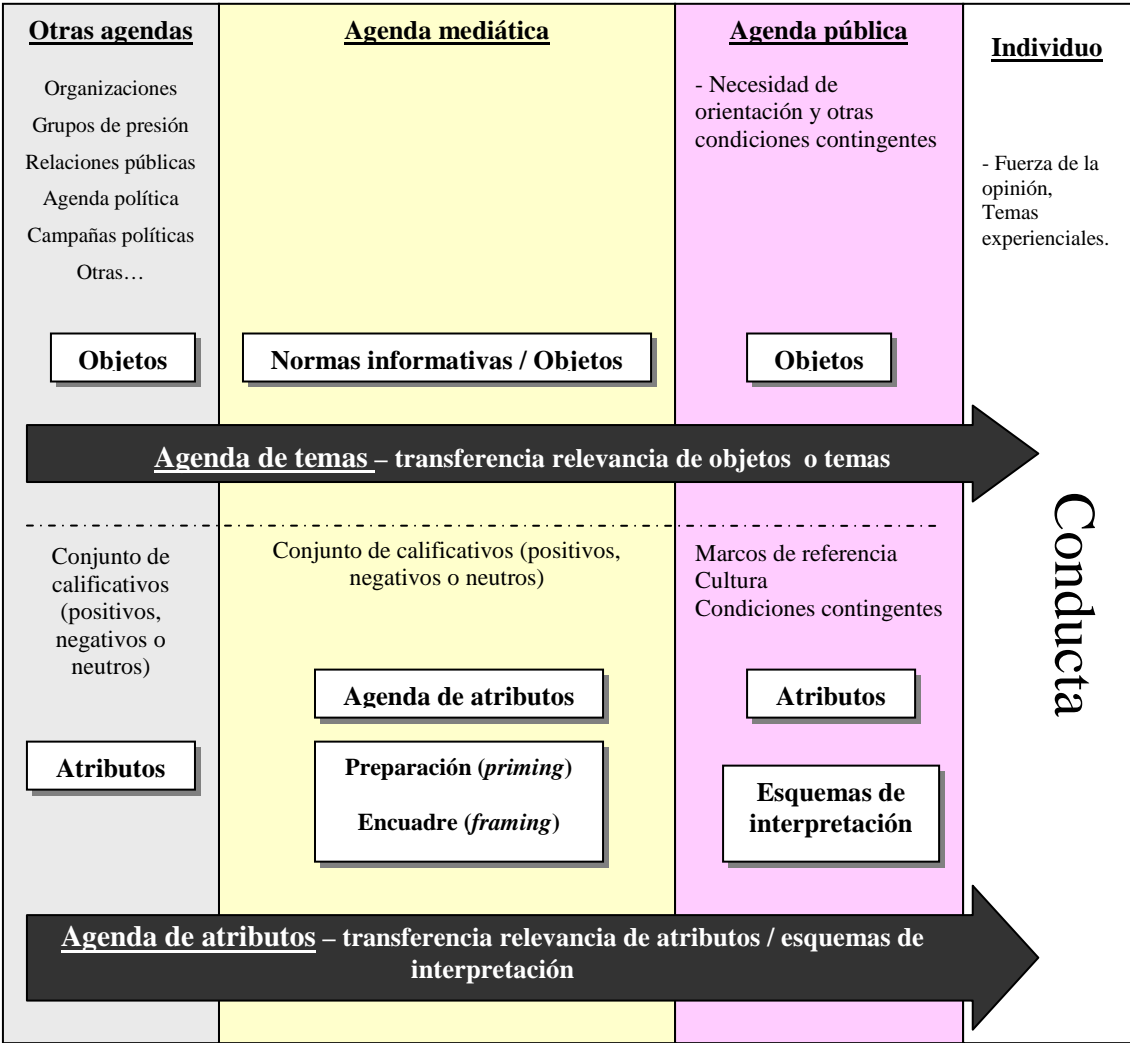 Otras agendas
Organizaciones
Grupos de presión
Relaciones públicas
Agenda política
Campañas políticas
Otras…
Agenda mediática
Agenda pública
- Necesidad de
orientación y otras
condiciones contingentes
Individuo
- Fuerza de la
opinión,
Temas
experienciales.
Objetos
Normas informativas / Objetos
Objetos
Agenda de temas – transferencia relevancia de objetos o temas
Conjunto de
calificativos
(positivos,
negativos o
neutros)
Conjunto de calificativos (positivos,
negativos o neutros)
Marcos de referencia
Cultura
Condiciones contingentes
Conducta
Atributos
Agenda de atributos
Preparación (priming)
Encuadre (framing)
Atributos
Esquemas de
interpretación
Agenda de atributos – transferencia relevancia de atributos / esquemas de
interpretación